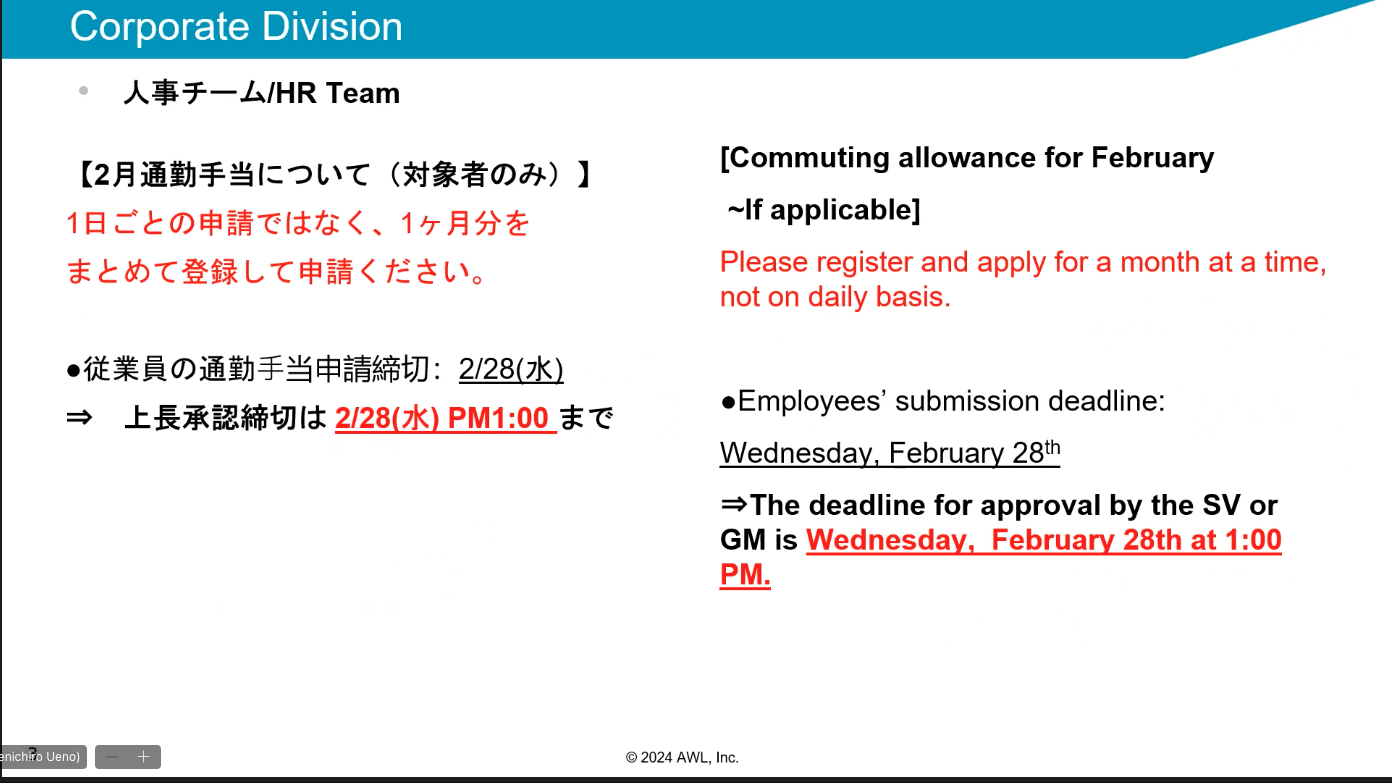 Corporate Division
• 人事チーム/HR Team
【2月通勤手当について（対象者のみ）】
1日ごとの申請ではなく、1ヶ月分を
まとめて登録して申請ください。
●従業員の通勤手当申請締切： 2/28(水)
⇒ 上長承認締切は 2/28(水) PM1:00 まで
[Commuting allowance for February
~If applicable]
Please register and apply for a month at a time,
not on daily basis.
●Employees’ submission deadline:
Wednesday, February 28th
⇒The deadline for approval by the SV or
GM is Wednesday, February 28th at 1:00
PM.
enichiro Ueno)
3
© 2024 AWL, Inc.